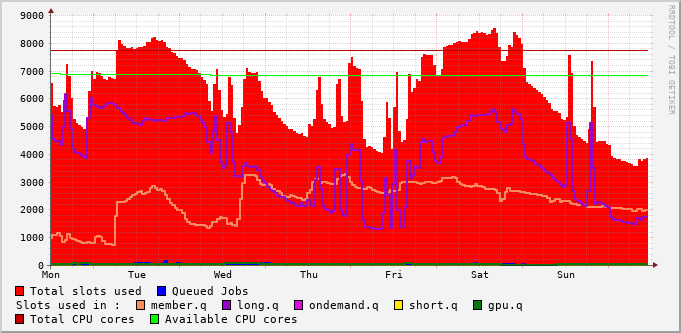 9000
8000
7000
6000
5000
4000
3000
2000
1000
0
Mon Tue Wed Thu Fri Sat Sun
RRDTOOL / TOBI OETIKER
Total slots used Queued Jobs
Slots used in : member.q long.q ondemand.q short.q gpu.q
Total CPU cores Available CPU cores